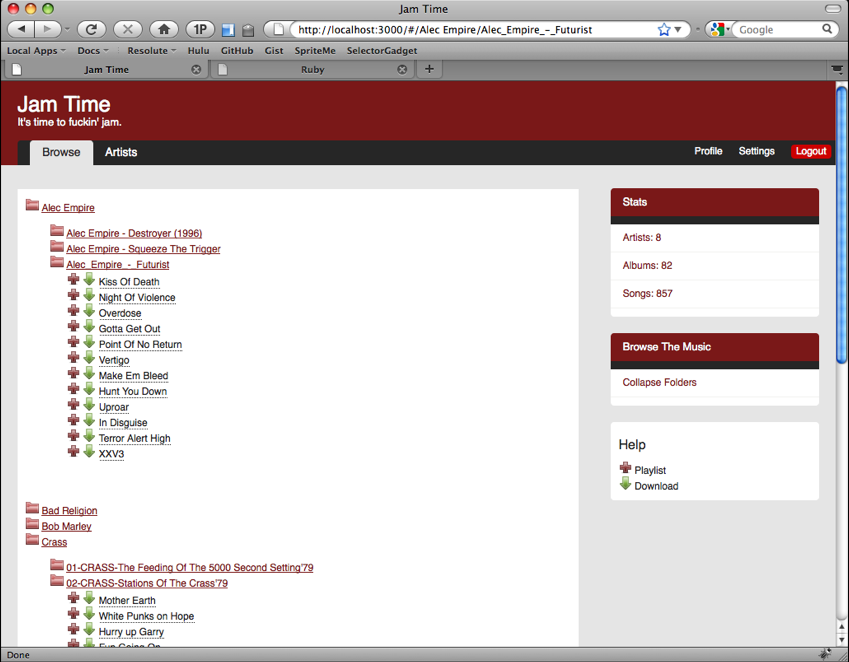 Jam Time
1P
http://localhost:3000/#/Alec Empire/Alec_Empire_-_Futurist
Google
Local Apps Docs Resolute Hulu GitHub Gist SpriteMe SelectorGadget
Jam Time
Ruby
Jam Time
It's time to fuckin' jam.
Browse Artists
Profile Settings Logout
Alec Empire
Alec Empire - Destroyer (1996)
Alec Empire - Squeeze The Trigger
Alec_Empire_-_Futurist
Kiss Of Death
Night Of Violence
Overdose
Gotta Get Out
Point Of No Return
Vertigo
Make Em Bleed
Hunt You Down
Uproar
In Disguise
Terror Alert High
XXV3
Bad Religion
Bob Marley
Crass
01-CRASS-The Feeding Of The 5000 Second Setting'79
02-CRASS-Stations Of The Crass'79
Mother Earth
White Punks on Hope
Hurry up Garry
Fun Going On
Stats
Artists: 8
Albums: 82
Songs: 857
Browse The Music
Collapse Folders
Help
Playlist
Download
Done